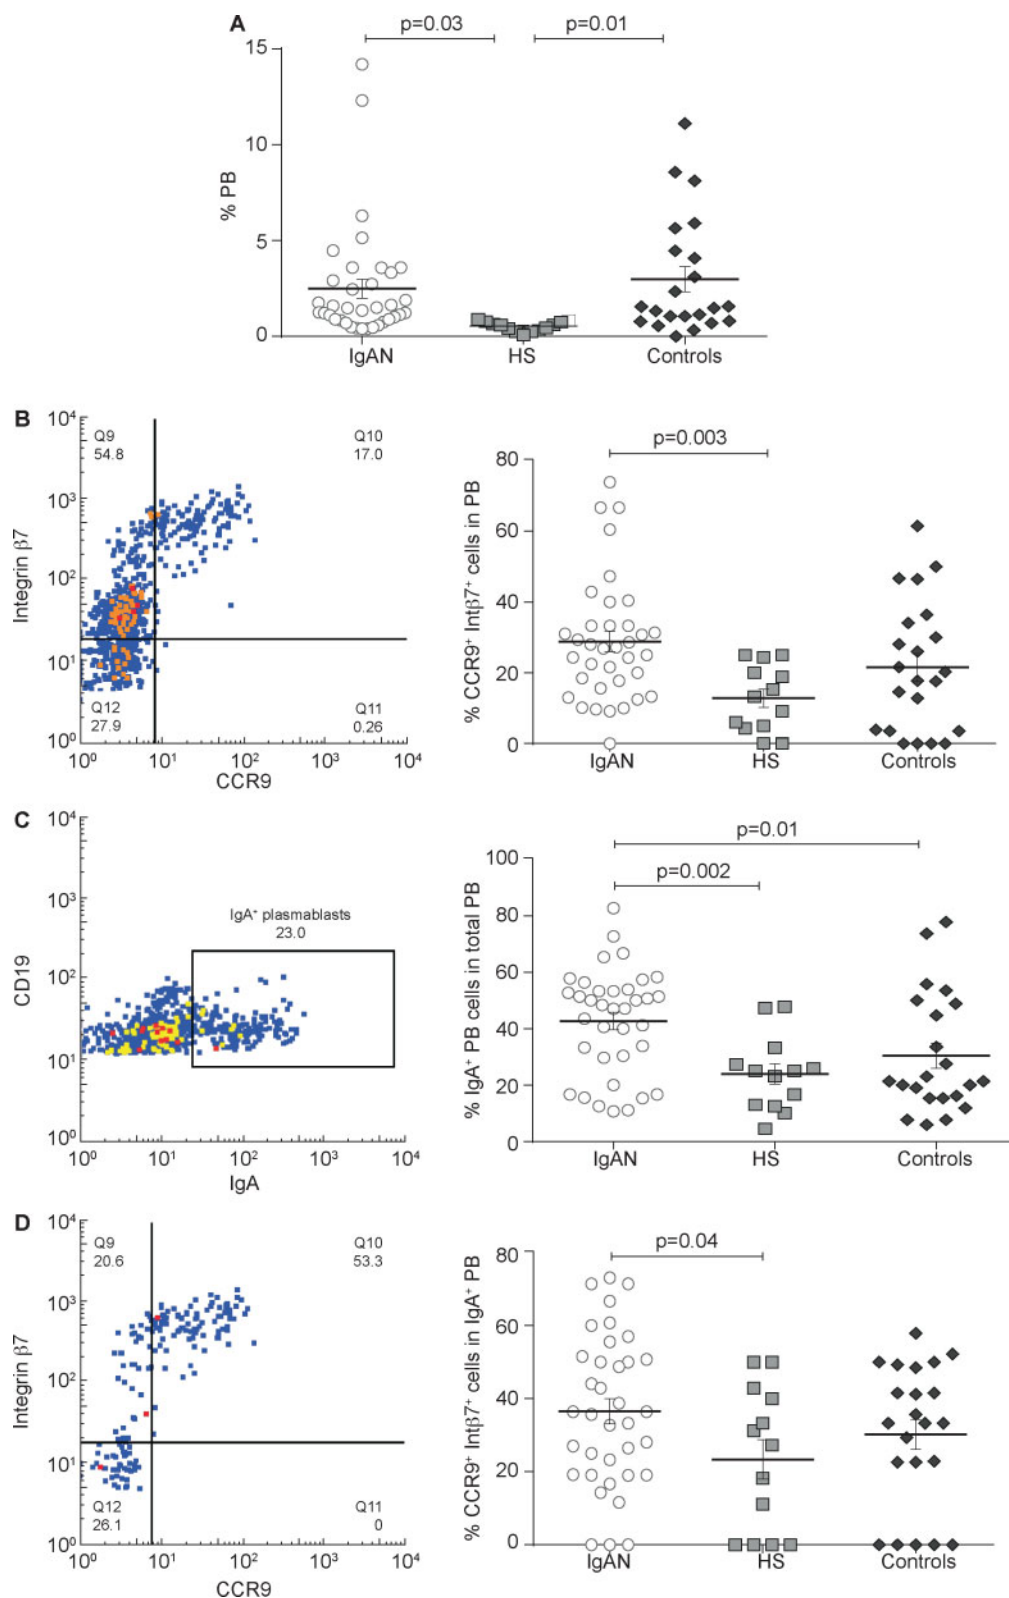 A
p=0.03
p=0.01
15
10
5
0
% PB
IgAN
HS
Controls
B
10⁴
10³
10²
10¹
10⁰
Integrin β7
Q9
54.8
Q10
17.0
Q12
27.9
Q11
0.26
10⁰ 10¹ 10² 10³ 10⁴
CCR9
p=0.003
80
60
40
20
0
% CCR9⁺ Intβ7⁺ cells in PB
IgAN
HS
Controls
C
10⁴
10³
10²
10¹
10⁰
CD19
IgA⁺ plasmablasts
23.0
10⁰ 10¹ 10² 10³ 10⁴
IgA
p=0.01
p=0.002
100
80
60
40
20
0
% IgA⁺ PB cells in total PB
IgAN
HS
Controls
D
10⁴
10³
10²
10¹
10⁰
Integrin β7
Q9
20.6
Q10
53.3
Q12
26.1
Q11
0
10⁰ 10¹ 10² 10³ 10⁴
CCR9
p=0.04
80
60
40
20
0
% CCR9⁺ Intβ7⁺ cells in IgA⁺ PB
IgAN
HS
Controls